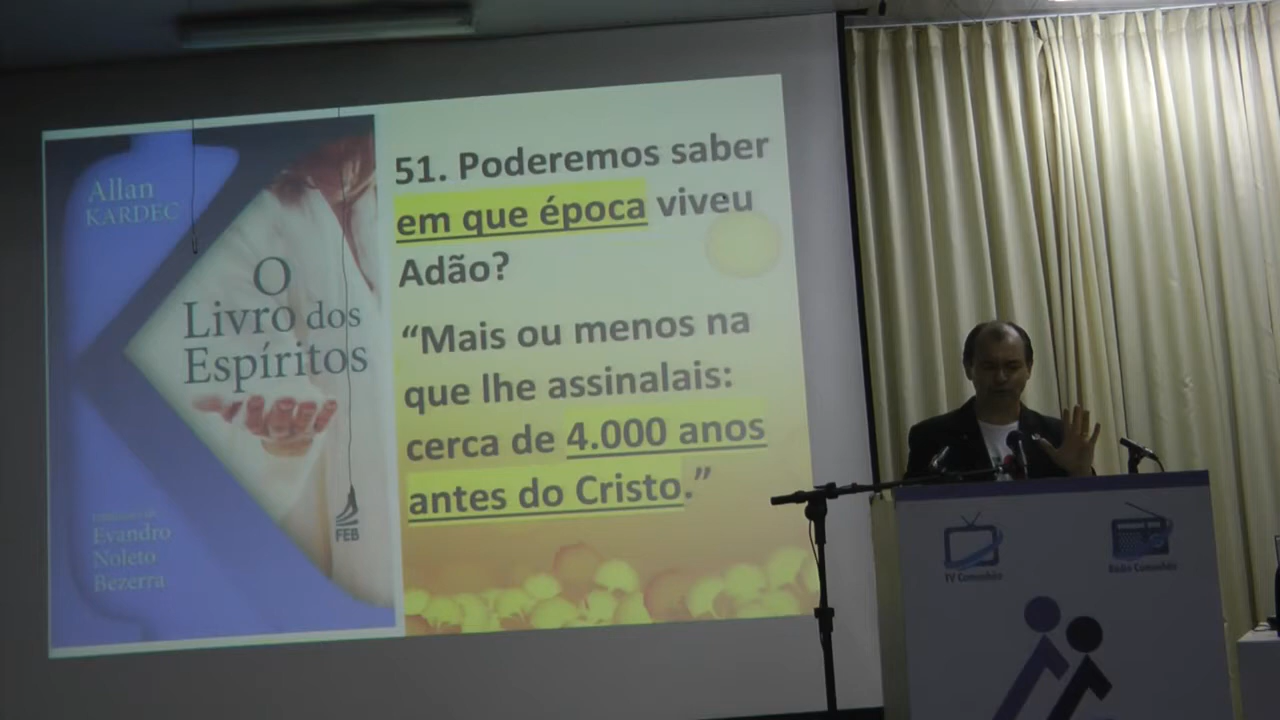 Allan
KARDEC
O
Livro dos
Espíritos
Evandro
Noleto
Bezerra
FEB
51. Poderemos saber
em que época viveu
Adão?
“Mais ou menos na
que lhe assinalais:
cerca de 4.000 anos
antes do Cristo.”
TV Comunhão
Rádio Comunhão